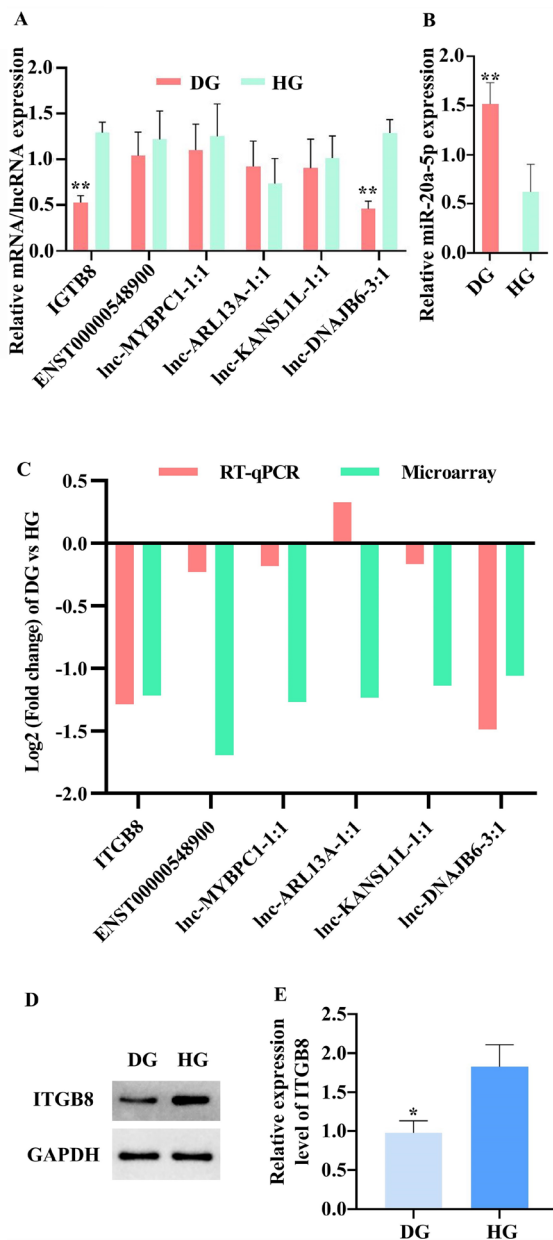 A
Relative mRNA/lncRNA expression
2.0
1.5
1.0
0.5
0.0
DG
HG
**
**
IGTB8
ENST00000548900
lnc-MYBPC1-1:1
lnc-ARL13A-1:1
lnc-KANSL1L-1:1
lnc-DNAJB6-3:1
B
Relative miR-20a-5p expression
2.0
1.5
1.0
0.5
0.0
**
DG
HG
C
RT-qPCR
Microarray
Log2 (Fold change) of DG vs HG
0.5
0.0
-0.5
-1.0
-1.5
-2.0
ITGB8
ENST00000548900
lnc-MYBPC1-1:1
lnc-ARL13A-1:1
lnc-KANSL1L-1:1
lnc-DNAJB6-3:1
D
DG HG
ITGB8
GAPDH
E
Relative expression
level of ITGB8
2.5
2.0
1.5
1.0
0.5
0.0
*
DG
HG